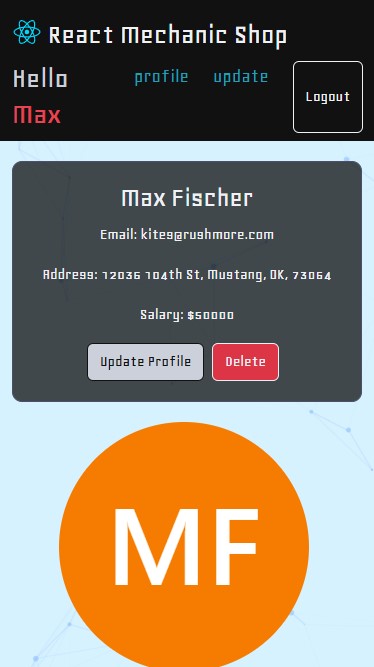 React Mechanic Shop
Hello
Max
profile
update
Logout
Max Fischer
Email: kites@rushmore.com
Address: 12036 104th St, Mustang, OK, 73064
Salary: $50000
Update Profile
Delete
MF